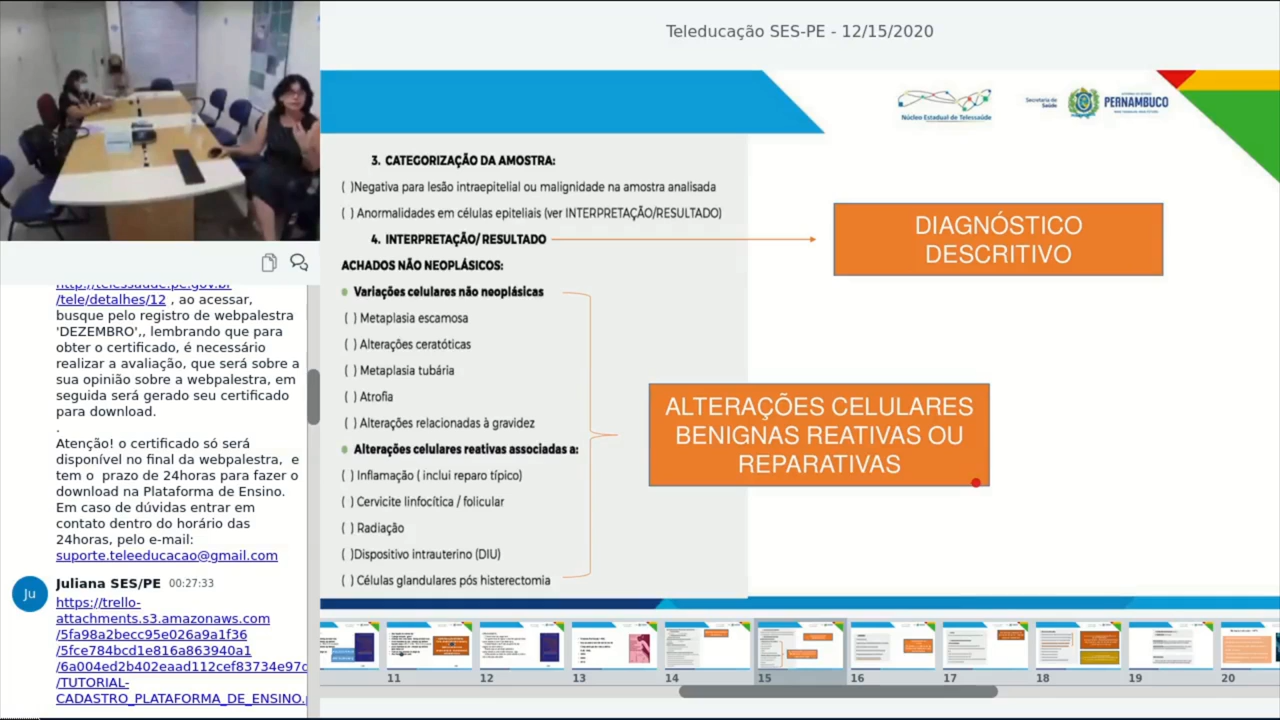 Teleducação SES-PE - 12/15/2020
Núcleo Estadual de Telessaúde
Secretaria de
Saúde
PERNAMBUCO
3. CATEGORIZAÇÃO DA AMOSTRA:
( )Negativa para lesão intraepitelial ou malignidade na amostra analisada
( ) Anormalidades em células epiteliais (ver INTERPRETAÇÃO/RESULTADO)
4. INTERPRETAÇÃO/ RESULTADO
DIAGNÓSTICO
DESCRITIVO
ACHADOS NÃO NEOPLÁSICOS:
Variações celulares não neoplásicas
( ) Metaplasia escamosa
( ) Alterações ceratóticas
( ) Metaplasia tubária
( ) Atrofia
( ) Alterações relacionadas à gravidez
Alterações celulares reativas associadas a:
( ) Inflamação ( inclui reparo típico)
( ) Cervicite linfocítica / folicular
( ) Radiação
( )Dispositivo intrauterino (DIU)
( ) Células glandulares pós histerectomia
ALTERAÇÕES CELULARES
BENIGNAS REATIVAS OU
REPARATIVAS
http://telessaude.pe.gov.br
/tele/detalhes/12 , ao acessar,
busque pelo registro de webpalestra
'DEZEMBRO',, lembrando que para
obter o certificado, é necessário
realizar a avaliação, que será sobre a
sua opinião sobre a webpalestra, em
seguida será gerado seu certificado
para download.
.
Atenção! o certificado só será
disponível no final da webpalestra, e
tem o prazo de 24horas para fazer o
download na Plataforma de Ensino.
Em caso de dúvidas entrar em
contato dentro do horário das
24horas, pelo e-mail:
suporte.teleeducacao@gmail.com
Ju
Juliana SES/PE 00:27:33
https://trello-
attachments.s3.amazonaws.com
/5fa98a2becc95e026a9a1f36
/TUTORIAL-
CADASTRO_PLATAFORMA_DE_ENSINO.
11
12
13
14
15
16
17
18
19
20